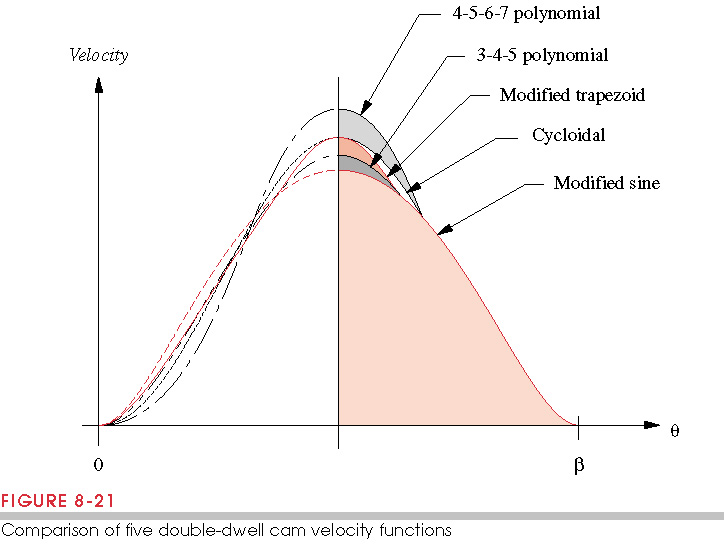 4-5-6-7 polynomial
Velocity
3-4-5 polynomial
Modified trapezoid
Cycloidal
Modified sine
θ
0
β
FIGURE 8-21
Comparison of five double-dwell cam velocity functions